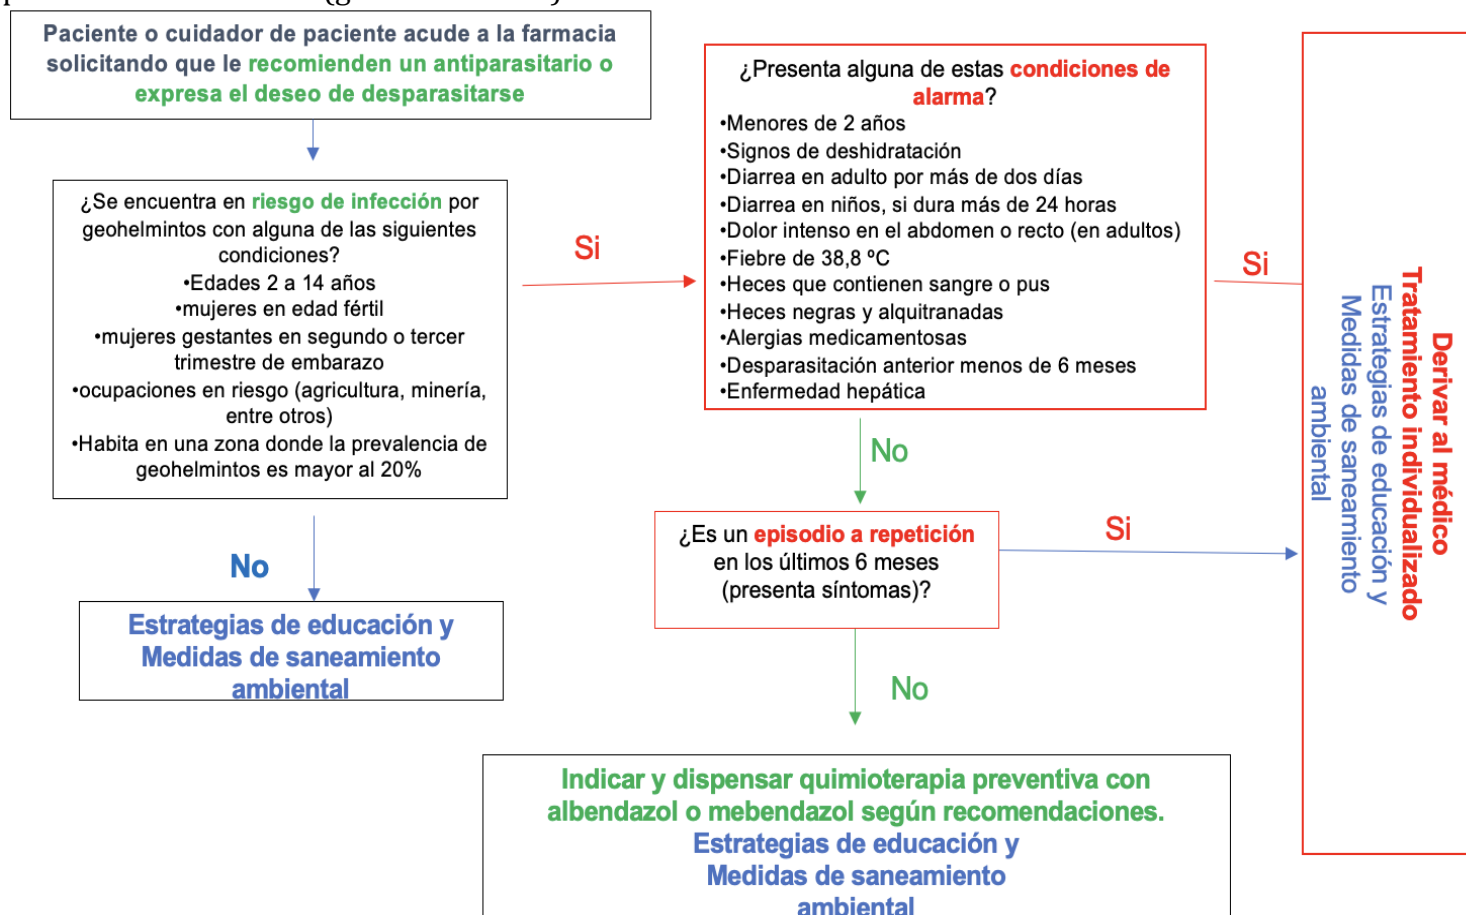 Paciente o cuidador de paciente acude a la farmacia
solicitando que le recomienden un antiparasitario o
expresa el deseo de desparasitarse
¿Se encuentra en riesgo de infección por
geohelmintos con alguna de las siguientes
condiciones?
•Edades 2 a 14 años
•mujeres en edad fértil
•mujeres gestantes en segundo o tercer
trimestre de embarazo
•ocupaciones en riesgo (agricultura, minería,
entre otros)
•Habita en una zona donde la prevalencia de
geohelmintos es mayor al 20%
Si
¿Presenta alguna de estas condiciones de
alarma?
•Menores de 2 años
•Signos de deshidratación
•Diarrea en adulto por más de dos días
•Diarrea en niños, si dura más de 24 horas
•Dolor intenso en el abdomen o recto (en adultos)
•Fiebre de 38,8 ºC
•Heces que contienen sangre o pus
•Heces negras y alquitranadas
•Alergias medicamentosas
•Desparasitación anterior menos de 6 meses
•Enfermedad hepática
Si
Derivar al médico
Tratamiento individualizado
Estrategias de educación y
Medidas de saneamiento
ambiental
No
¿Es un episodio a repetición
en los últimos 6 meses
(presenta síntomas)?
Si
No
Estrategias de educación y
Medidas de saneamiento
ambiental
No
Indicar y dispensar quimioterapia preventiva con
albendazol o mebendazol según recomendaciones.
Estrategias de educación y
Medidas de saneamiento
ambiental